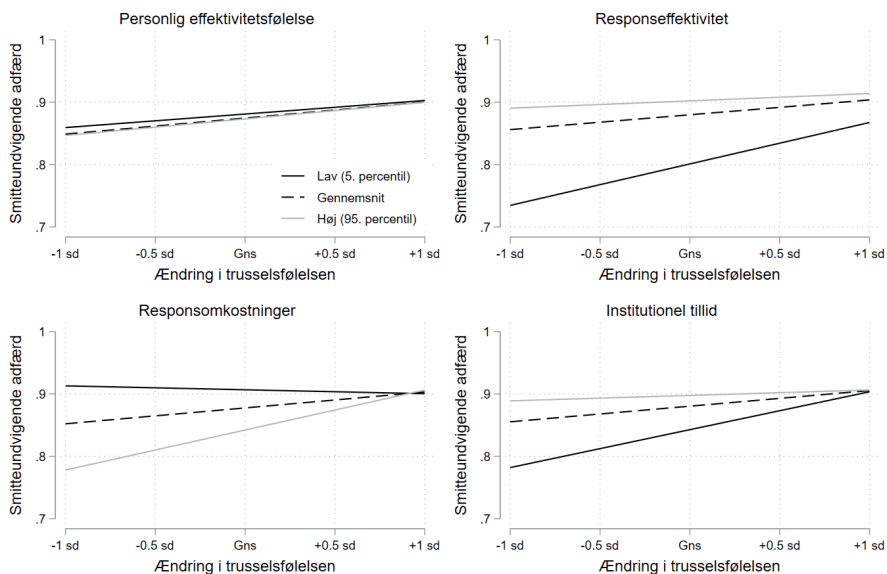 Personlig effektivitetsfølelse
Smitteundvigende adfærd
1
.9
.8
.7
Lav (5. percentil)
Gennemsnit
Høj (95. percentil)
-1 sd
-0.5 sd
Gns
+0.5 sd
+1 sd
Ændring i trusselsfølelsen
Responseffektivitet
Smitteundvigende adfærd
1
.9
.8
.7
-1 sd
-0.5 sd
Gns
+0.5 sd
+1 sd
Ændring i trusselsfølelsen
Responsomkostninger
Smitteundvigende adfærd
1
.9
.8
.7
-1 sd
-0.5 sd
Gns
+0.5 sd
+1 sd
Ændring i trusselsfølelsen
Institutionel tillid
Smitteundvigende adfærd
1
.9
.8
.7
-1 sd
-0.5 sd
Gns
+0.5 sd
+1 sd
Ændring i trusselsfølelsen